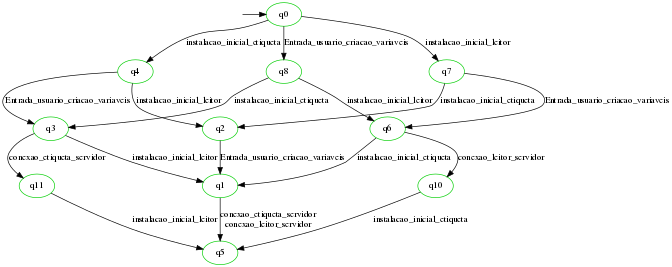 q0
instalacao_inicial_etiqueta
Entrada_usuario_criacao_variaveis
instalacao_inicial_leitor
q4
q8
q7
Entrada_usuario_criacao_variaveis
instalacao_inicial_leitor
instalacao_inicial_etiqueta
instalacao_inicial_leitor
instalacao_inicial_etiqueta
Entrada_usuario_criacao_variaveis
q3
q2
q6
conexao_etiqueta_servidor
instalacao_inicial_leitor
Entrada_usuario_criacao_variaveis
instalacao_inicial_etiqueta
conexao_leitor_servidor
q11
q1
q10
instalacao_inicial_leitor
conexao_etiqueta_servidor
conexao_leitor_servidor
instalacao_inicial_etiqueta
q5